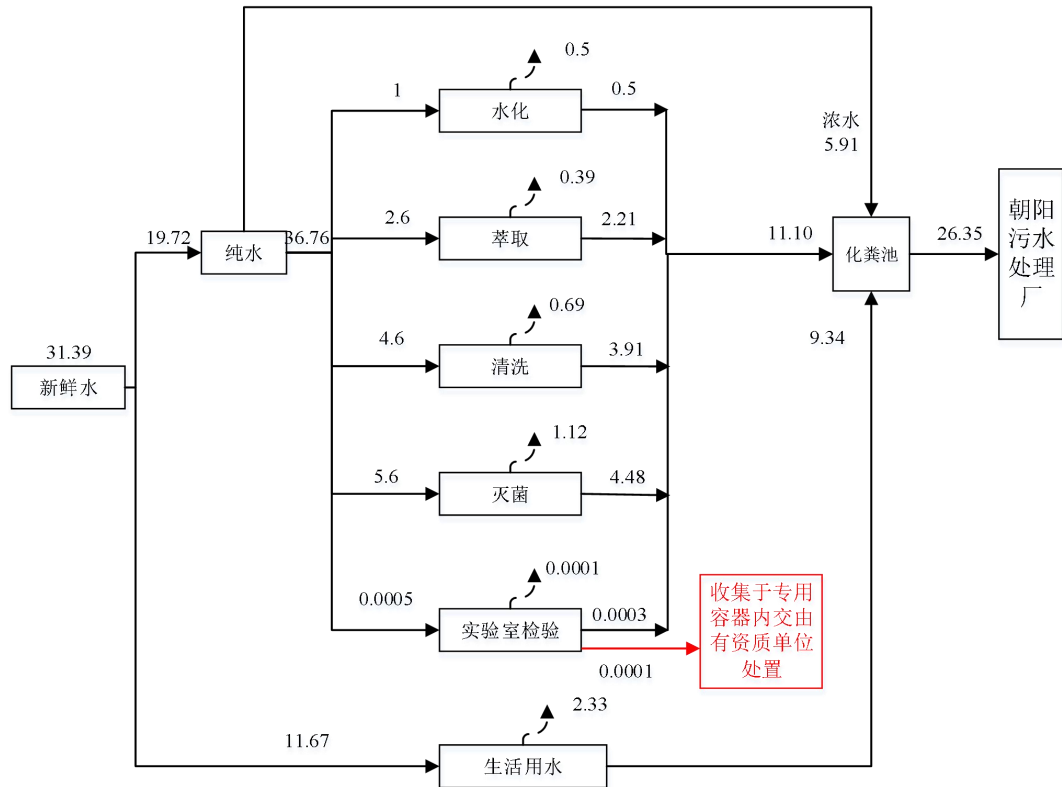 0.5
1
水化
0.5
浓水
5.91
0.39
2.6
萃取
2.21
朝阳
污水
处理
厂
19.72
纯水
36.76
11.10
化粪池
26.35
0.69
4.6
清洗
3.91
9.34
31.39
新鲜水
1.12
5.6
灭菌
4.48
0.0001
0.0005
实验室检验
0.0003
0.0001
收集于专用
容器内交由
有资质单位
处置
2.33
11.67
生活用水